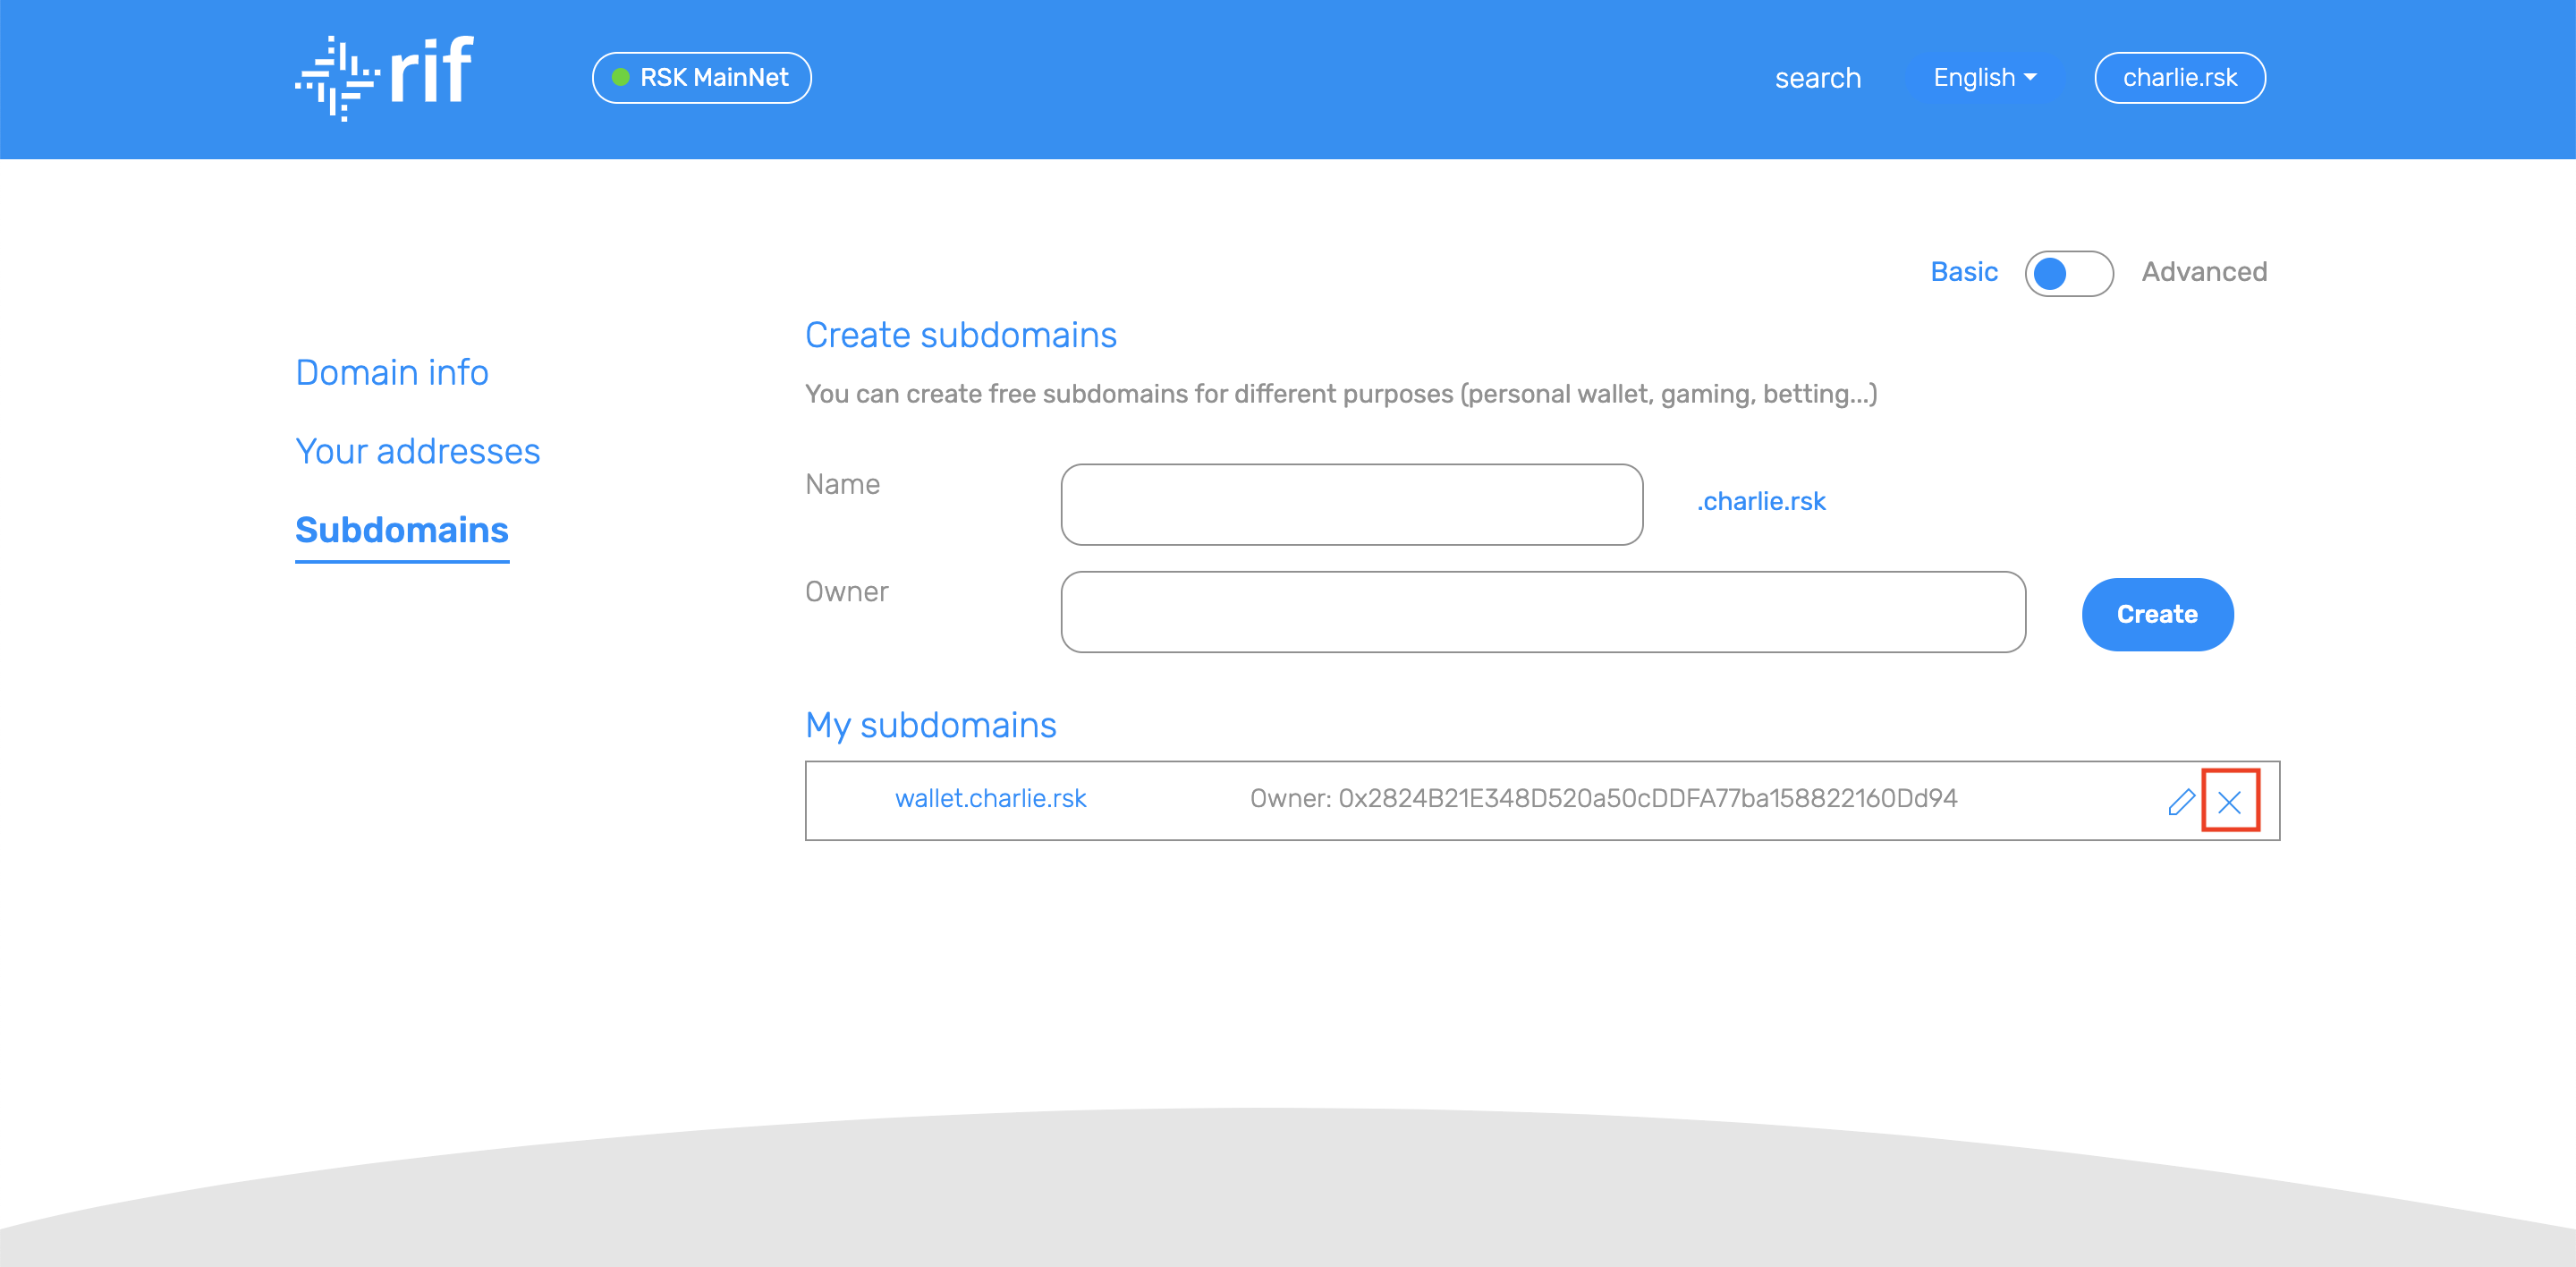 rif
RSK MainNet
search
English
charlie.rsk
Basic
Advanced
Domain info
Your addresses
Subdomains
Create subdomains
You can create free subdomains for different purposes (personal wallet, gaming, betting...)
Name
.charlie.rsk
Owner
Create
My subdomains
wallet.charlie.rsk
Owner: 0x2824B21E348D520a50cDDFA77ba158822160Dd94